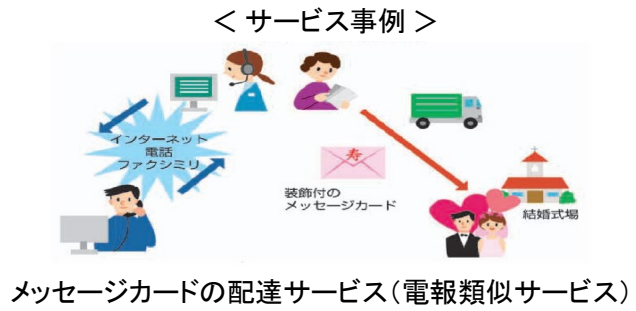 ＜ サービス事例 ＞
インターネット
電話
ファクシミリ
寿
装飾付の
メッセージカード
結婚式場
メッセージカードの配達サービス（電報類似サービス）